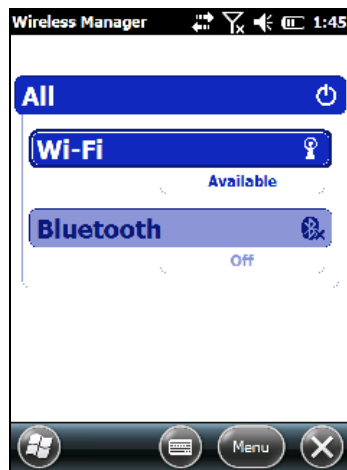 Wireless Manager 1:45
All
Wi-Fi
Available
Bluetooth
Off
Menu